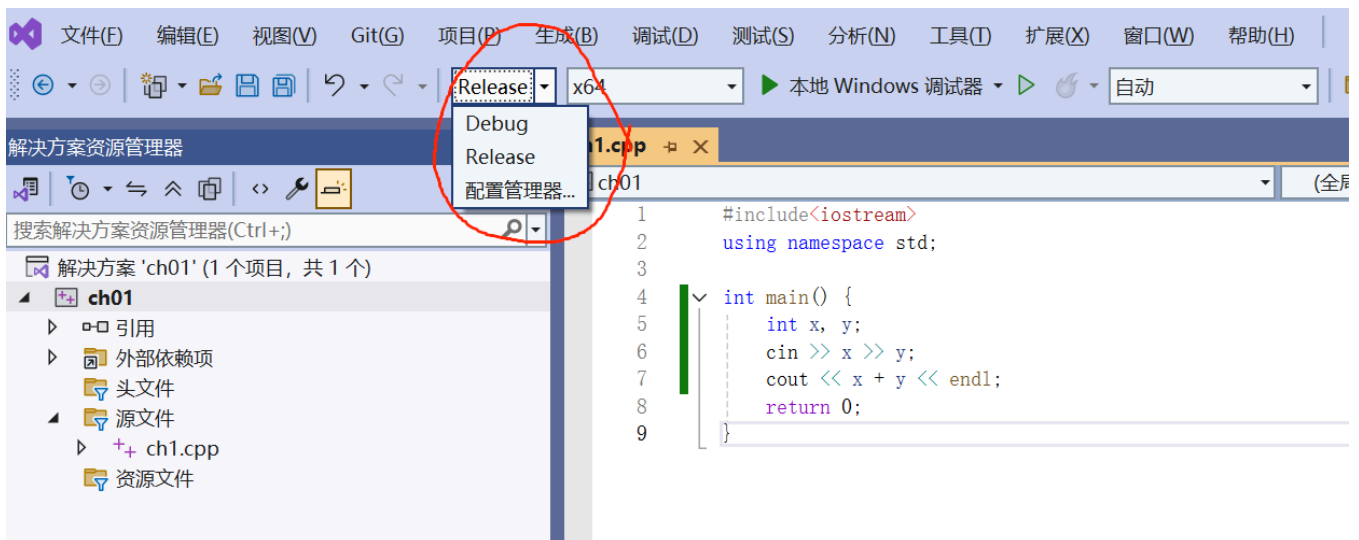 文件(F) 编辑(E) 视图(V) Git(G) 项目(P) 生成(B) 调试(D) 测试(S) 分析(N) 工具(T) 扩展(X) 窗口(W) 帮助(H)
Release x64 本地 Windows 调试器 自动
Debug
Release
配置管理器...
解决方案资源管理器
搜索解决方案资源管理器(Ctrl+;)
解决方案 'ch01' (1 个项目，共 1 个)
ch01
引用
外部依赖项
头文件
源文件
ch1.cpp
资源文件
1.cpp
ch01 (全局
1 #include<iostream>
2 using namespace std;
3
4 int main() {
5 int x, y;
6 cin >> x >> y;
7 cout << x + y << endl;
8 return 0;
9 }